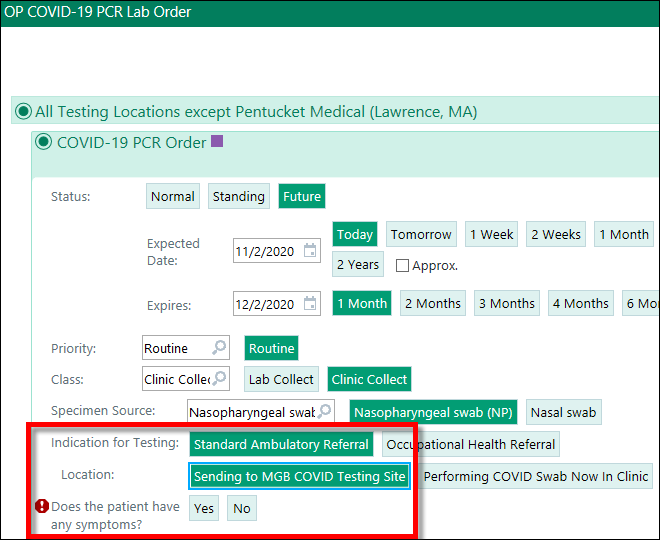 OP COVID-19 PCR Lab Order
All Testing Locations except Pentucket Medical (Lawrence, MA)
COVID-19 PCR Order
Status: Normal Standing Future
Expected Date: 11/2/2020 Today Tomorrow 1 Week 2 Weeks 1 Month
2 Years Approx.
Expires: 12/2/2020 1 Month 2 Months 3 Months 4 Months 6 Mo
Priority: Routine Routine
Class: Clinic Collec Lab Collect Clinic Collect
Specimen Source: Nasopharyngeal swab Nasopharyngeal swab (NP) Nasal swab
Indication for Testing: Standard Ambulatory Referral Occupational Health Referral
Location: Sending to MGB COVID Testing Site Performing COVID Swab Now In Clinic
Does the patient have any symptoms? Yes No